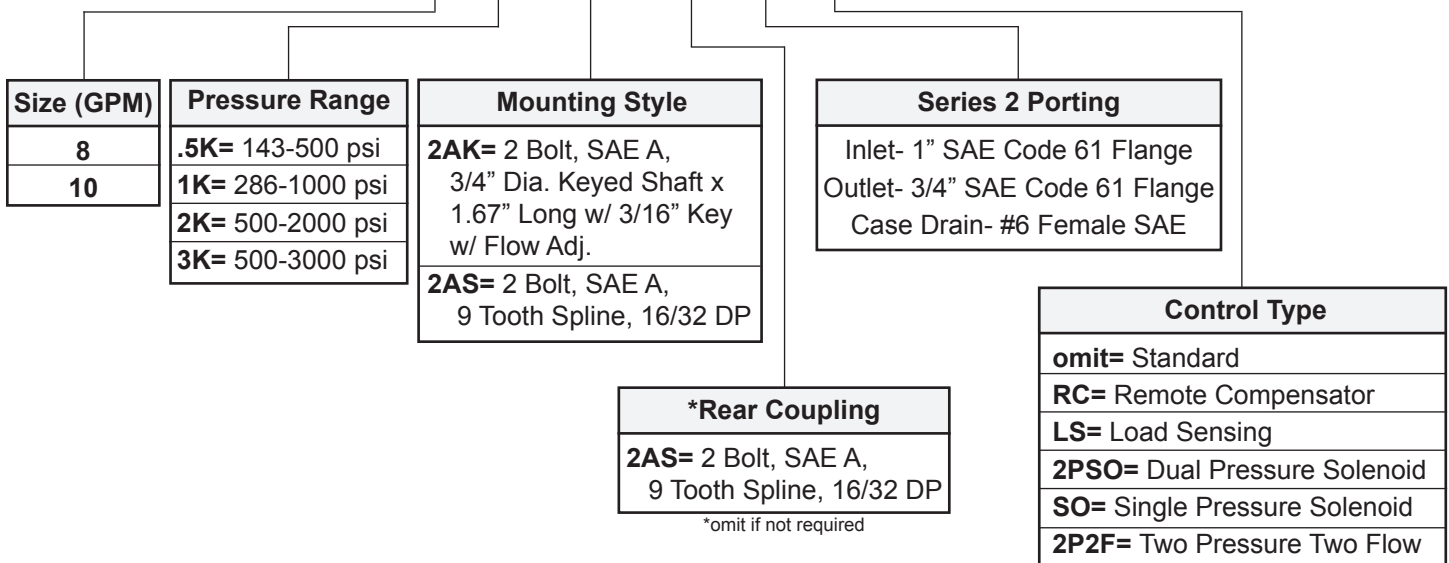 Size (GPM)
8
10
Pressure Range
.5K= 143-500 psi
1K= 286-1000 psi
2K= 500-2000 psi
3K= 500-3000 psi
Mounting Style
2AK= 2 Bolt, SAE A,
3/4” Dia. Keyed Shaft x
1.67” Long w/ 3/16” Key
w/ Flow Adj.
2AS= 2 Bolt, SAE A,
9 Tooth Spline, 16/32 DP
*Rear Coupling
2AS= 2 Bolt, SAE A,
9 Tooth Spline, 16/32 DP
*omit if not required
Series 2 Porting
Inlet- 1” SAE Code 61 Flange
Outlet- 3/4” SAE Code 61 Flange
Case Drain- #6 Female SAE
Control Type
omit= Standard
RC= Remote Compensator
LS= Load Sensing
2PSO= Dual Pressure Solenoid
SO= Single Pressure Solenoid
2P2F= Two Pressure Two Flow